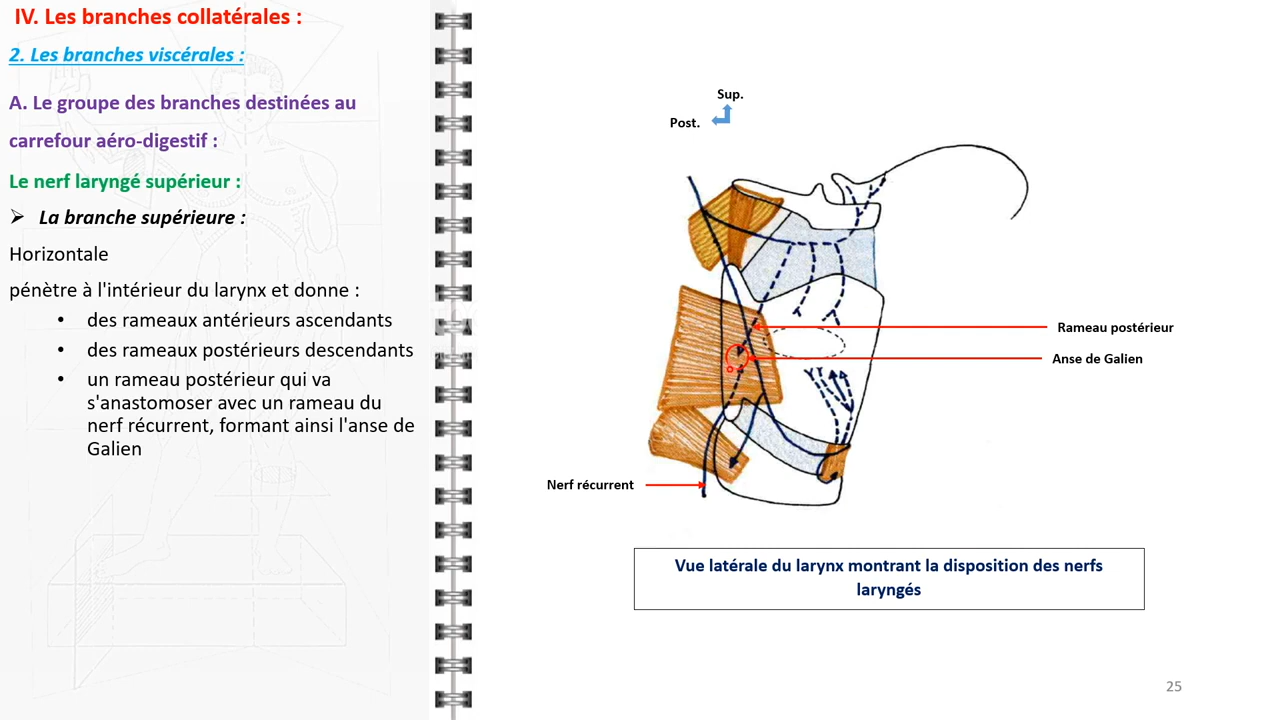 IV. Les branches collatérales :
2. Les branches viscérales :
A. Le groupe des branches destinées au
carrefour aéro-digestif :
Le nerf laryngé supérieur :
➢ La branche supérieure :
Horizontale
pénètre à l'intérieur du larynx et donne :
• des rameaux antérieurs ascendants
• des rameaux postérieurs descendants
• un rameau postérieur qui va
s'anastomoser avec un rameau du
nerf récurrent, formant ainsi l'anse de
Galien
Sup.
Post.
Rameau postérieur
Anse de Galien
Nerf récurrent
Vue latérale du larynx montrant la disposition des nerfs
laryngés
25